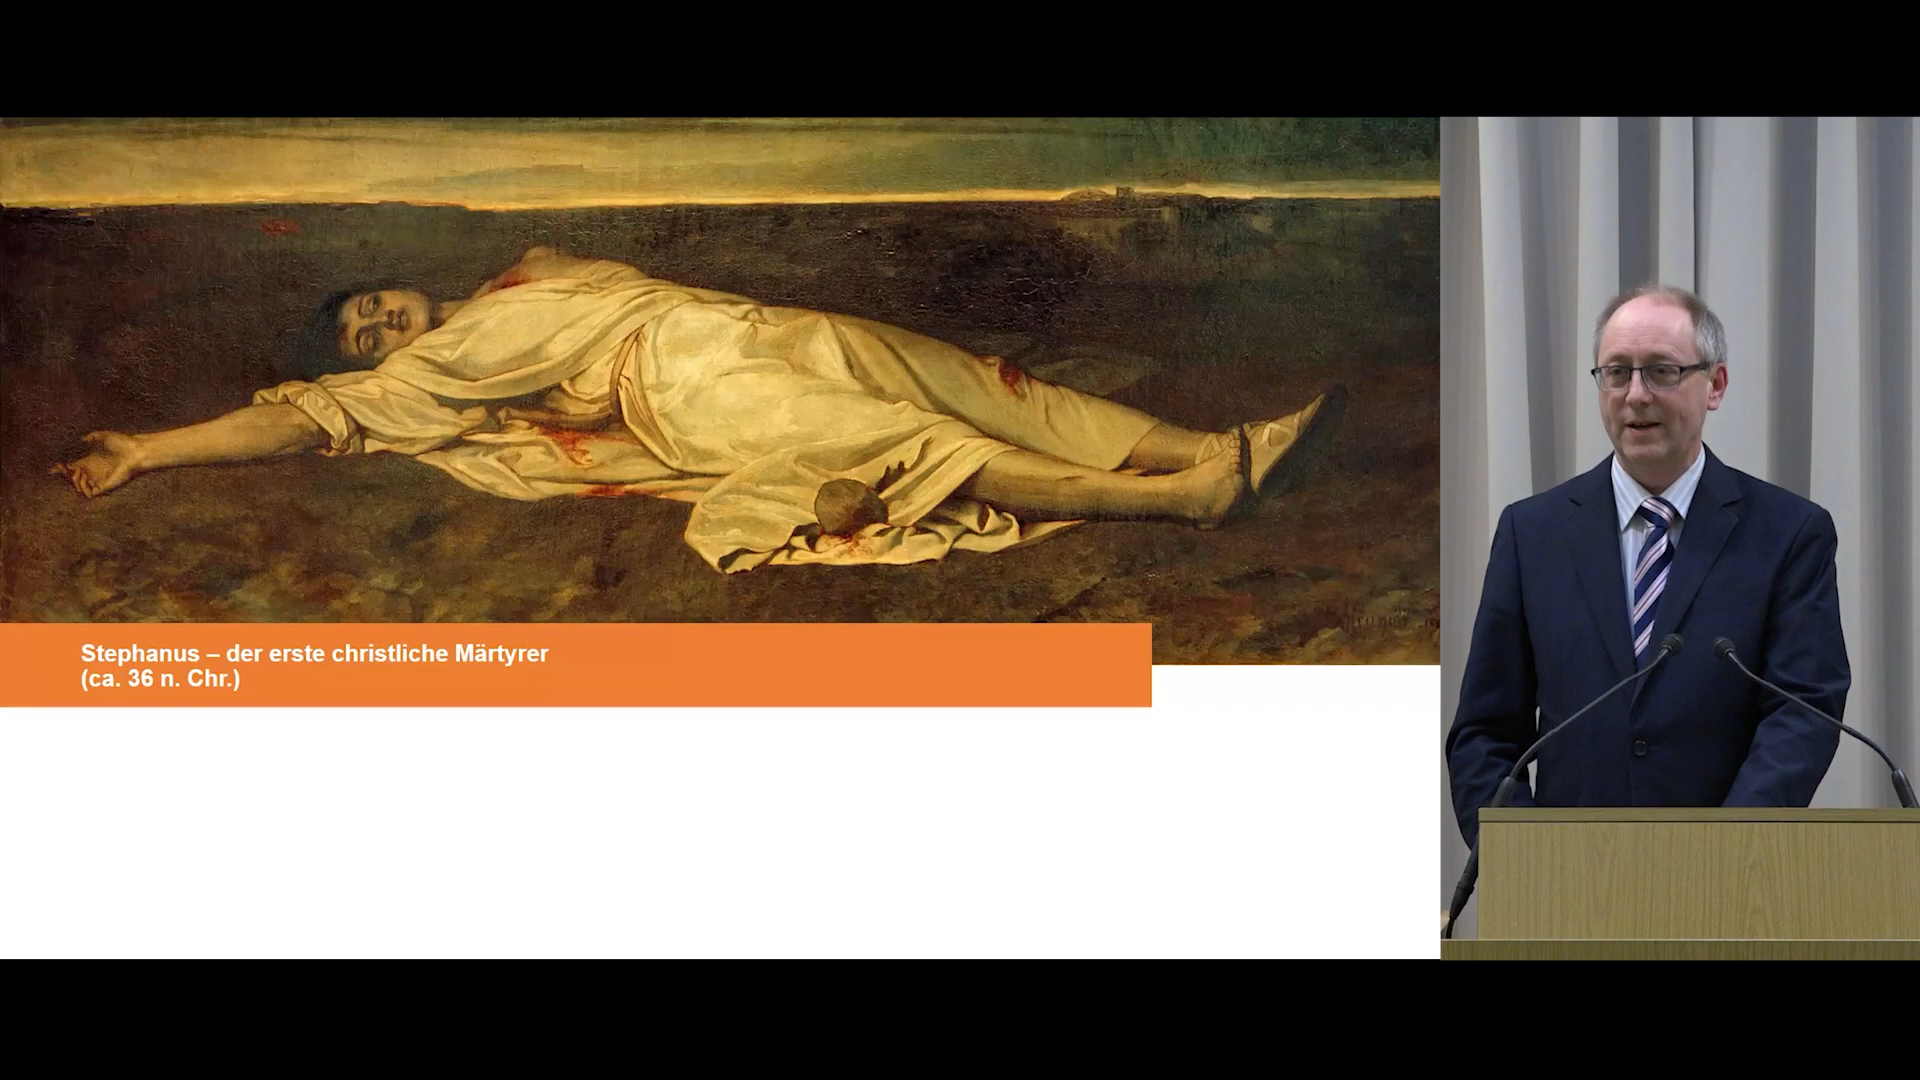 Stephanus – der erste christliche Märtyrer
(ca. 36 n. Chr.)